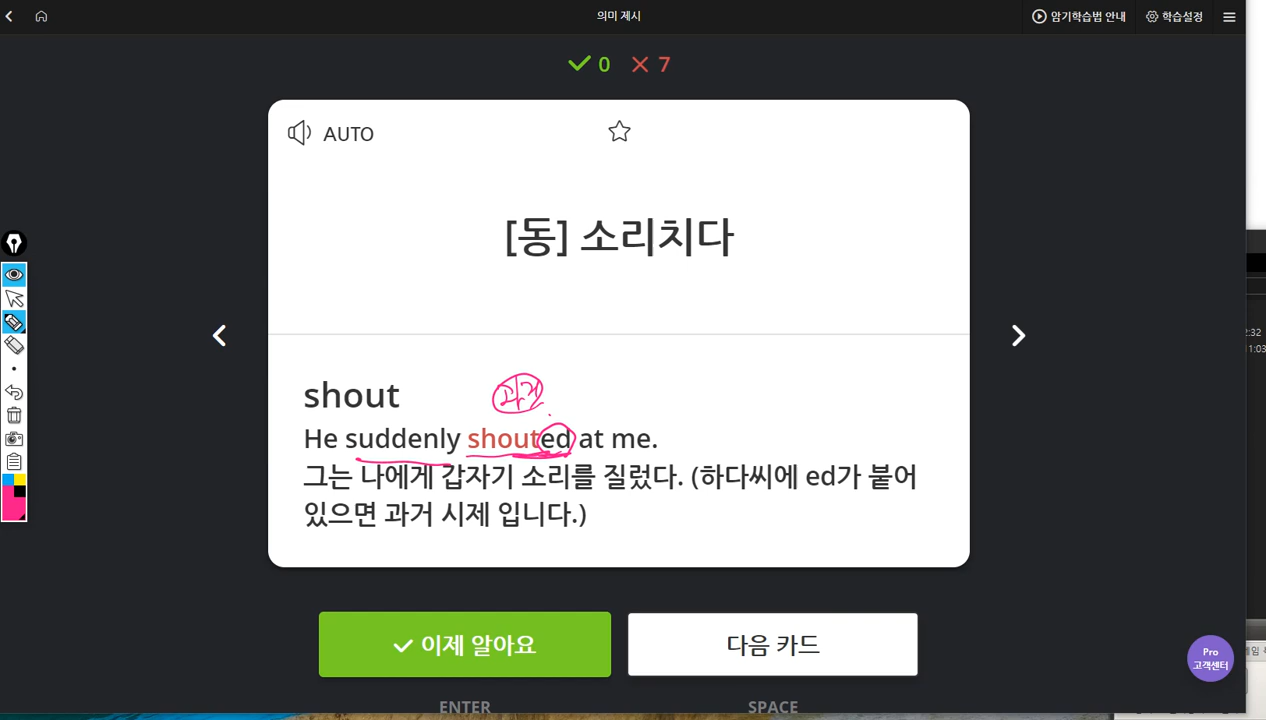 의미 제시
암기학습법 안내
학습설정
0
7
AUTO
[동] 소리치다
shout
과거
He suddenly shouted at me.
그는 나에게 갑자기 소리를 질렀다. (하다씨에 ed가 붙어
있으면 과거 시제 입니다.)
이제 알아요
다음 카드
Pro
고객센터
ENTER
SPACE